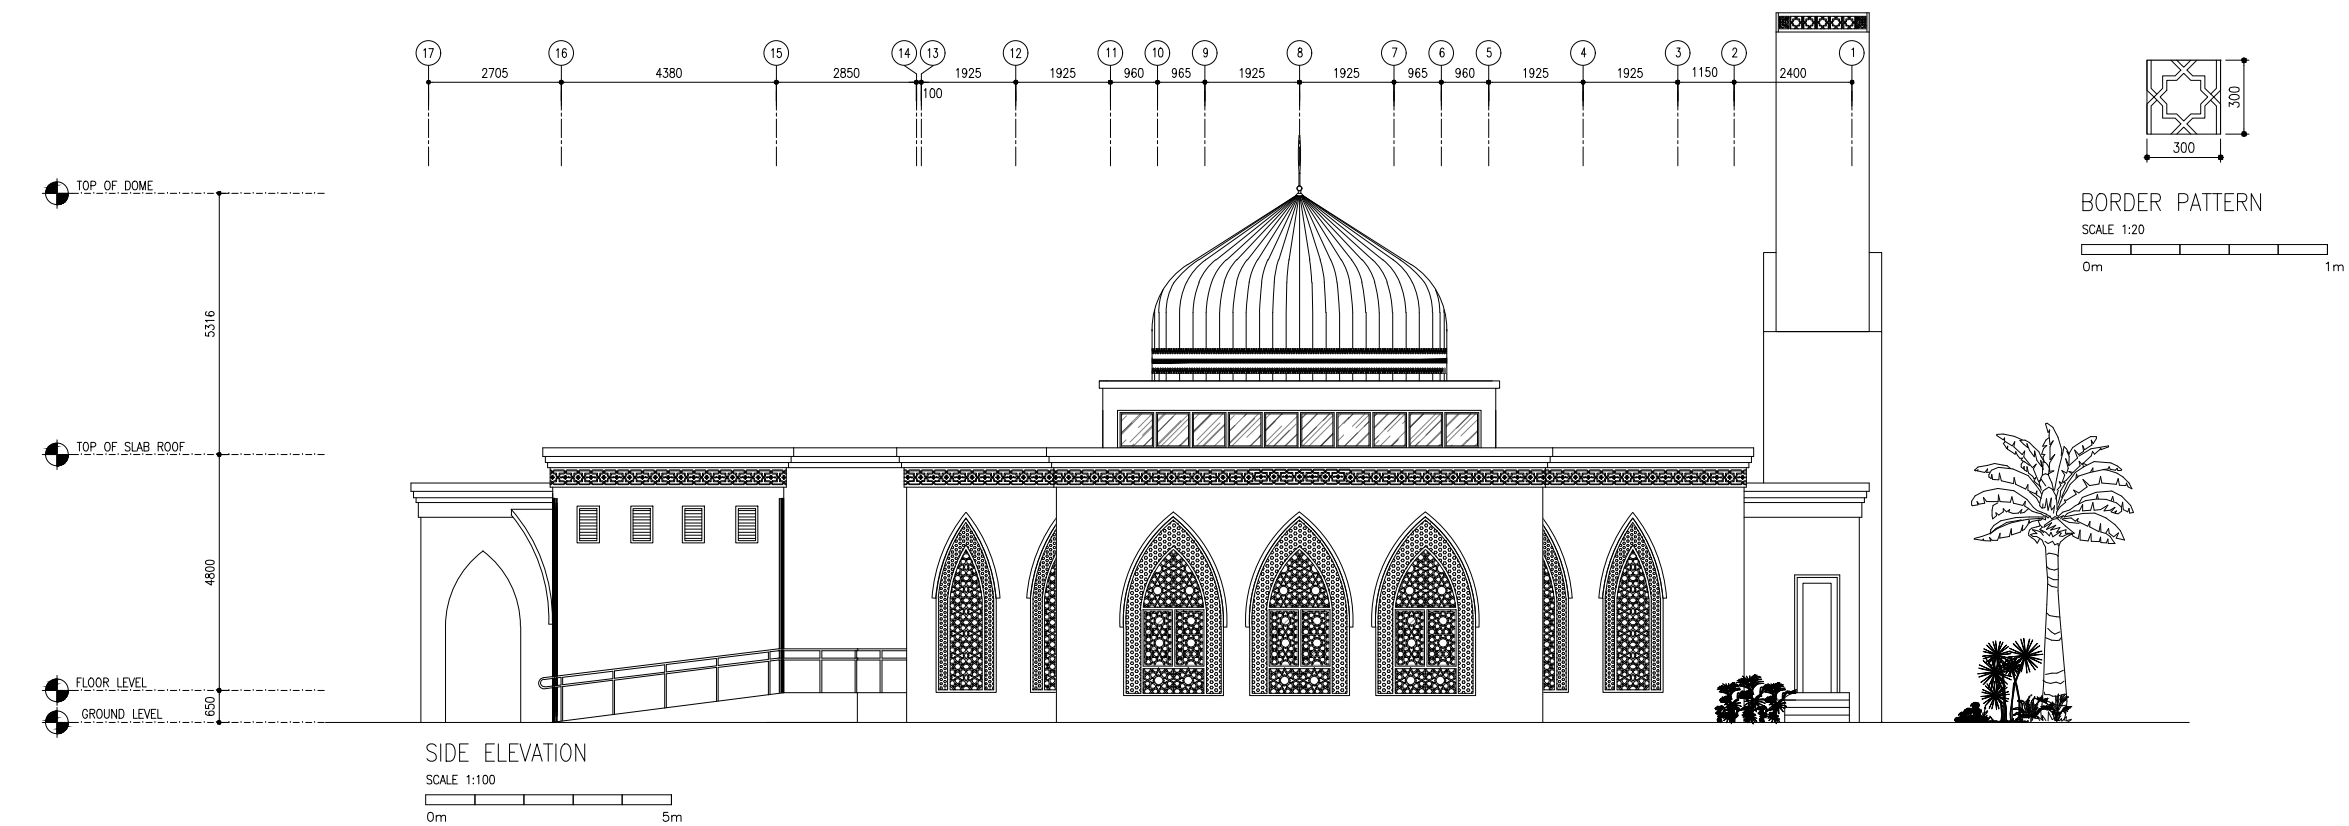 17 16 15 14 13 12 11 10 9 8 7 6 5 4 3 2 1
2705 4380 2850 1925 1925 960 965 1925 1925 965 960 1925 1925 1150 2400
100
300
300
BORDER PATTERN
SCALE 1:20
0m 1m
TOP OF DOME
5316
TOP OF SLAB ROOF
4800
FLOOR LEVEL
650
GROUND LEVEL
SIDE ELEVATION
SCALE 1:100
0m 5m